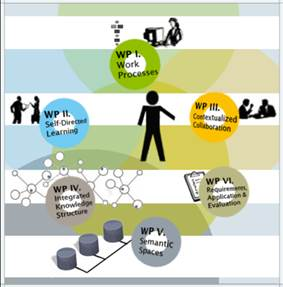 WP I.
Work
Processes
WP II.
Self-Directed
Learning
WP III.
Contextualized
Collaboration
WP IV.
Integrated
Knowledge
Structure
WP VI.
Requirements,
Application &
Evaluation
WP V.
Semantic
Spaces